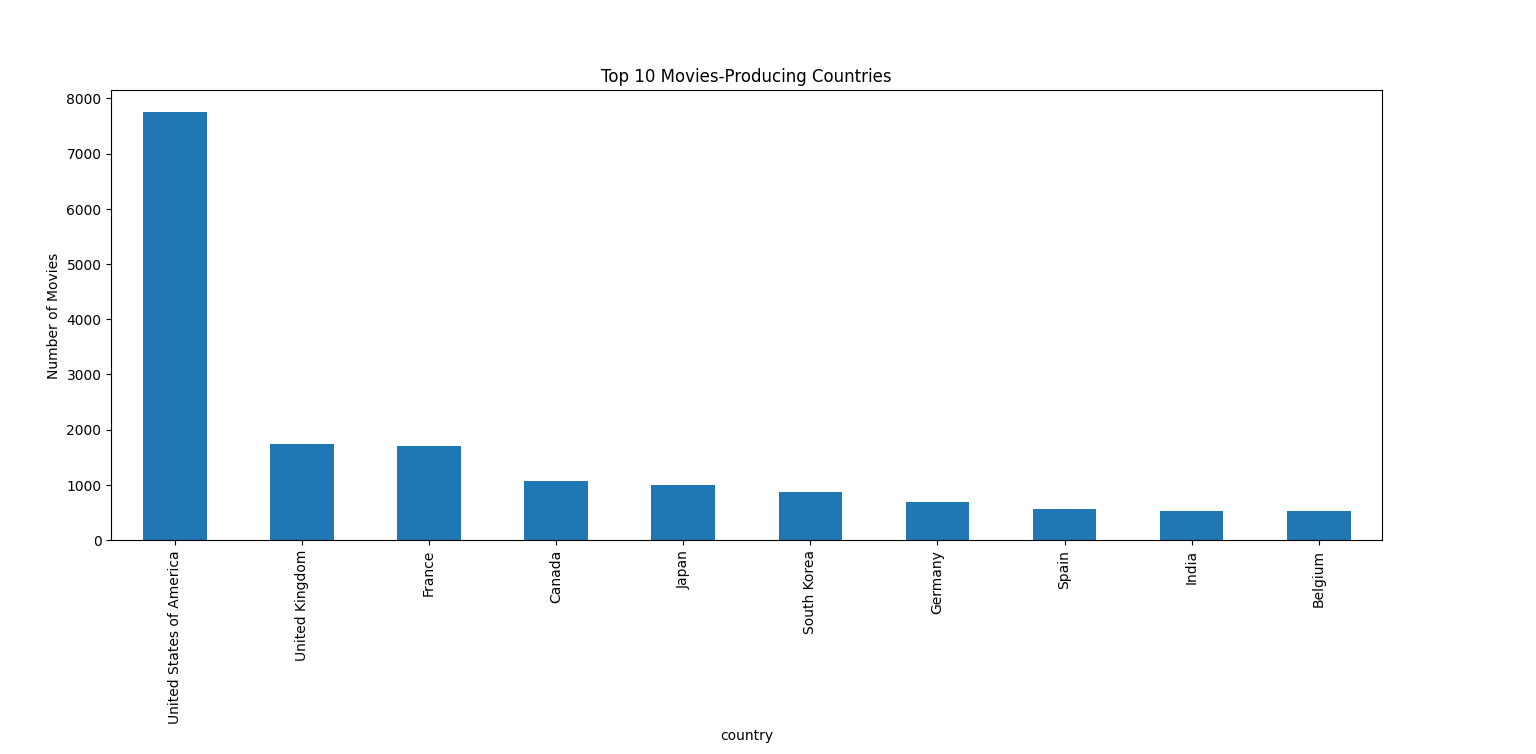 Top 10 Movies-Producing Countries
Number of Movies
8000
7000
6000
5000
4000
3000
2000
1000
0
United States of America
United Kingdom
France
Canada
Japan
South Korea
Germany
Spain
India
Belgium
country